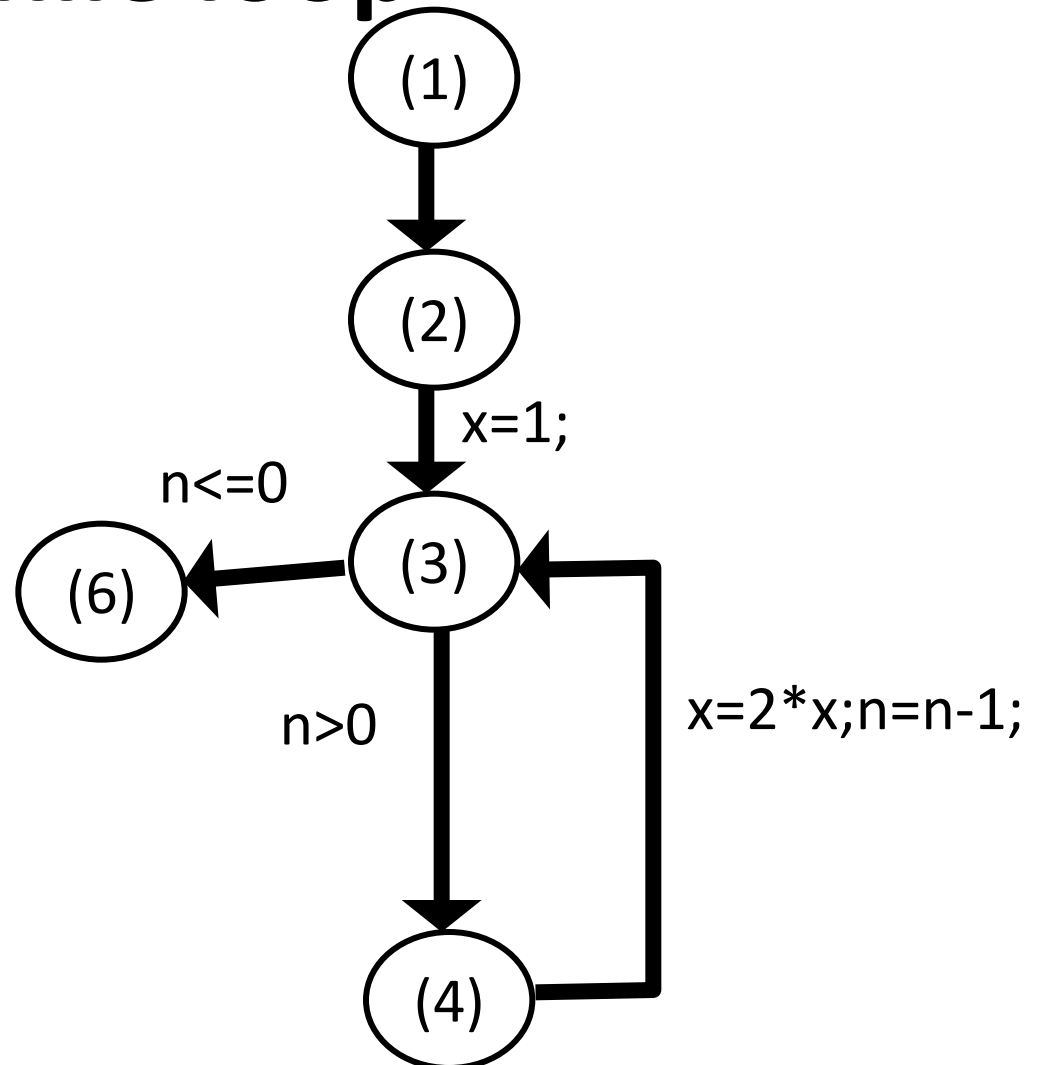 (1)
(2)
x=1;
n<=0
(3)
(6)
n>0
x=2*x;n=n-1;
(4)